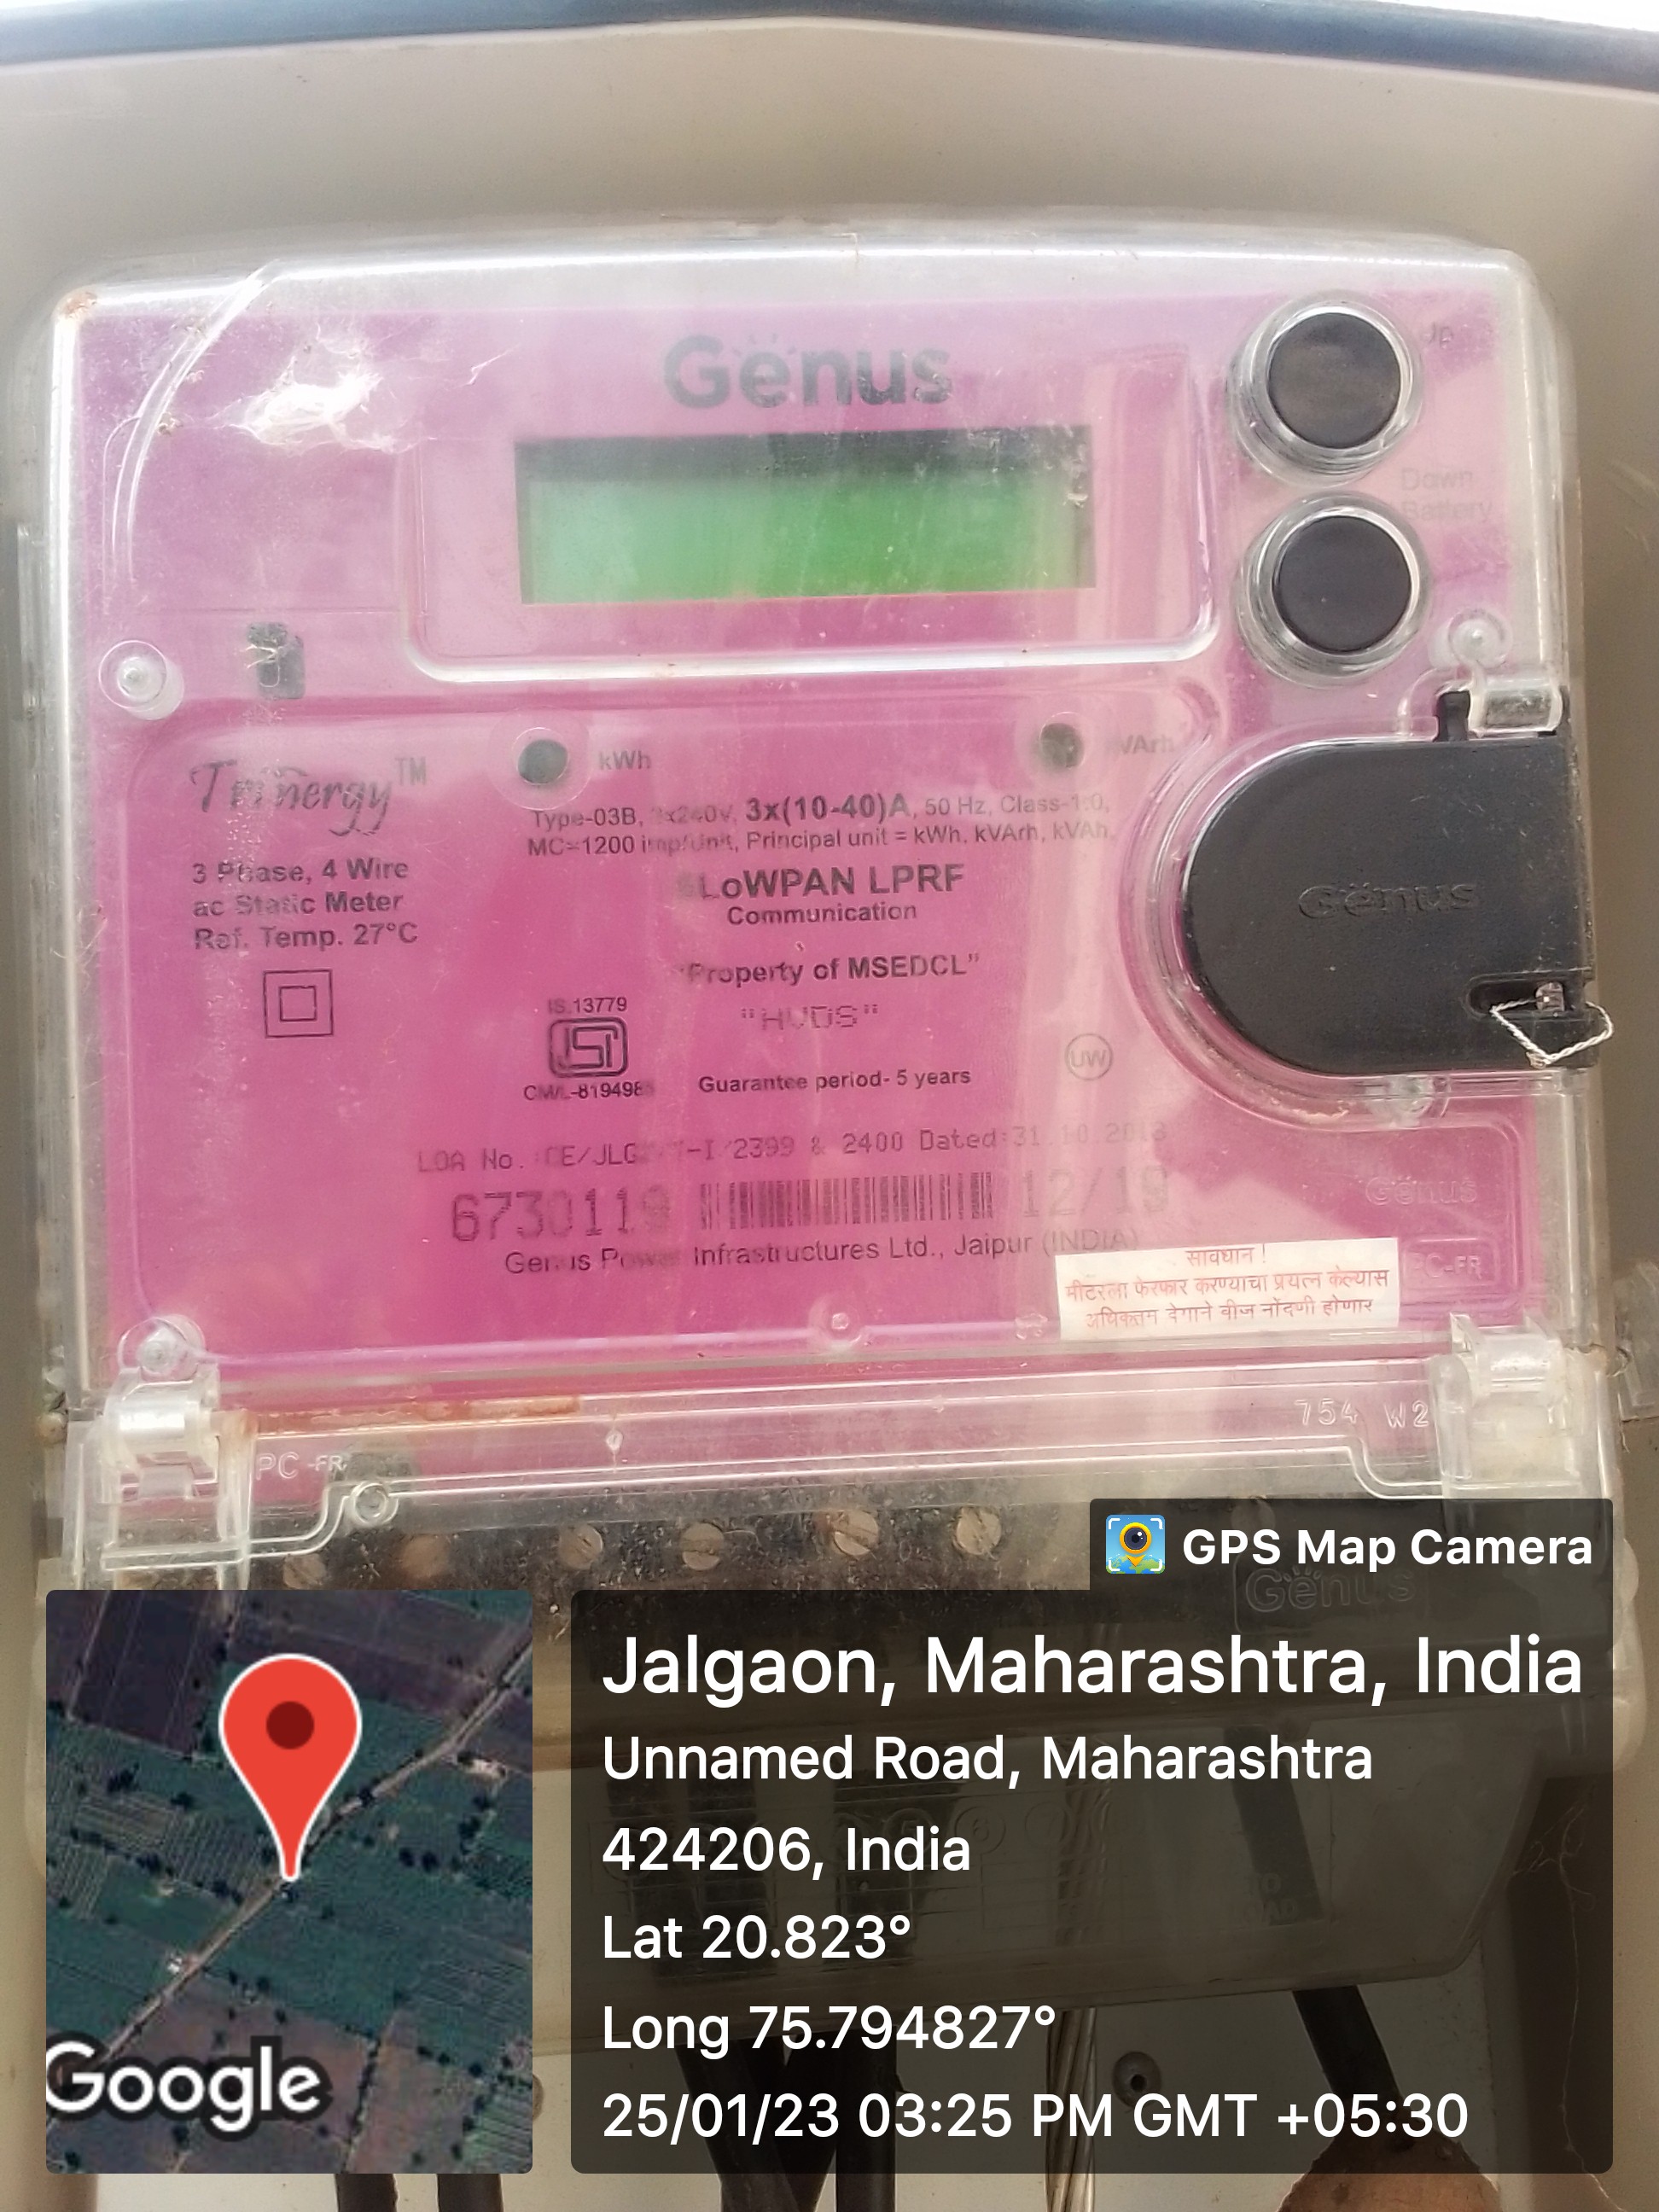 Genus
Up
Down
Battery
kWh
kVArh
Trinergy™
Type-03B, 3x240V, 3x(10-40)A, 50 Hz, Class-1.0,
MC=1200 imp/unit, Principal unit = kWh, kVArh, kVAh.
3 Phase, 4 Wire
ac Static Meter
Ref. Temp. 27°C
6LoWPAN LPRF
Communication
Genus
"Property of MSEDCL"
"HVDS"
IS.13779
ISI
CM/L-819498
UW
Guarantee period- 5 years
LOA No. CE/JLG -I/2399 & 2400 Dated:31.10.
6730119 12/19
Genus
Genus Power Infrastructures Ltd., Jaipur (INDIA)
PC-FR
सावधान !
मीटरला फेरफार करण्याचा प्रयत्न केल्यास
अधिकतम वेगाने वीज नोंदणी होणार
754 W2
PC-FR
GPS Map Camera
Genus
Jalgaon, Maharashtra, India
Unnamed Road, Maharashtra
424206, India
Lat 20.823°
Long 75.794827°
25/01/23 03:25 PM GMT +05:30
Google